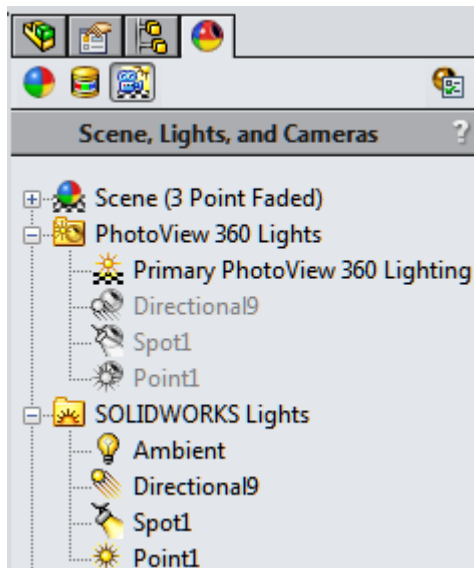 Scene, Lights, and Cameras ?
Scene (3 Point Faded)
PhotoView 360 Lights
Primary PhotoView 360 Lighting
Directional9
Spot1
Point1
SOLIDWORKS Lights
Ambient
Directional9
Spot1
Point1